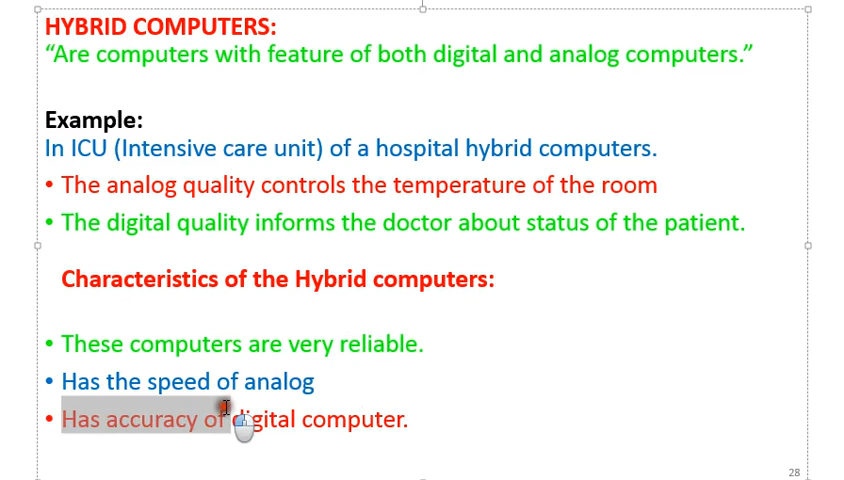 HYBRID COMPUTERS:
“Are computers with feature of both digital and analog computers.”
Example:
In ICU (Intensive care unit) of a hospital hybrid computers.
• The analog quality controls the temperature of the room
• The digital quality informs the doctor about status of the patient.
Characteristics of the Hybrid computers:
• These computers are very reliable.
• Has the speed of analog
• Has accuracy of digital computer.
28